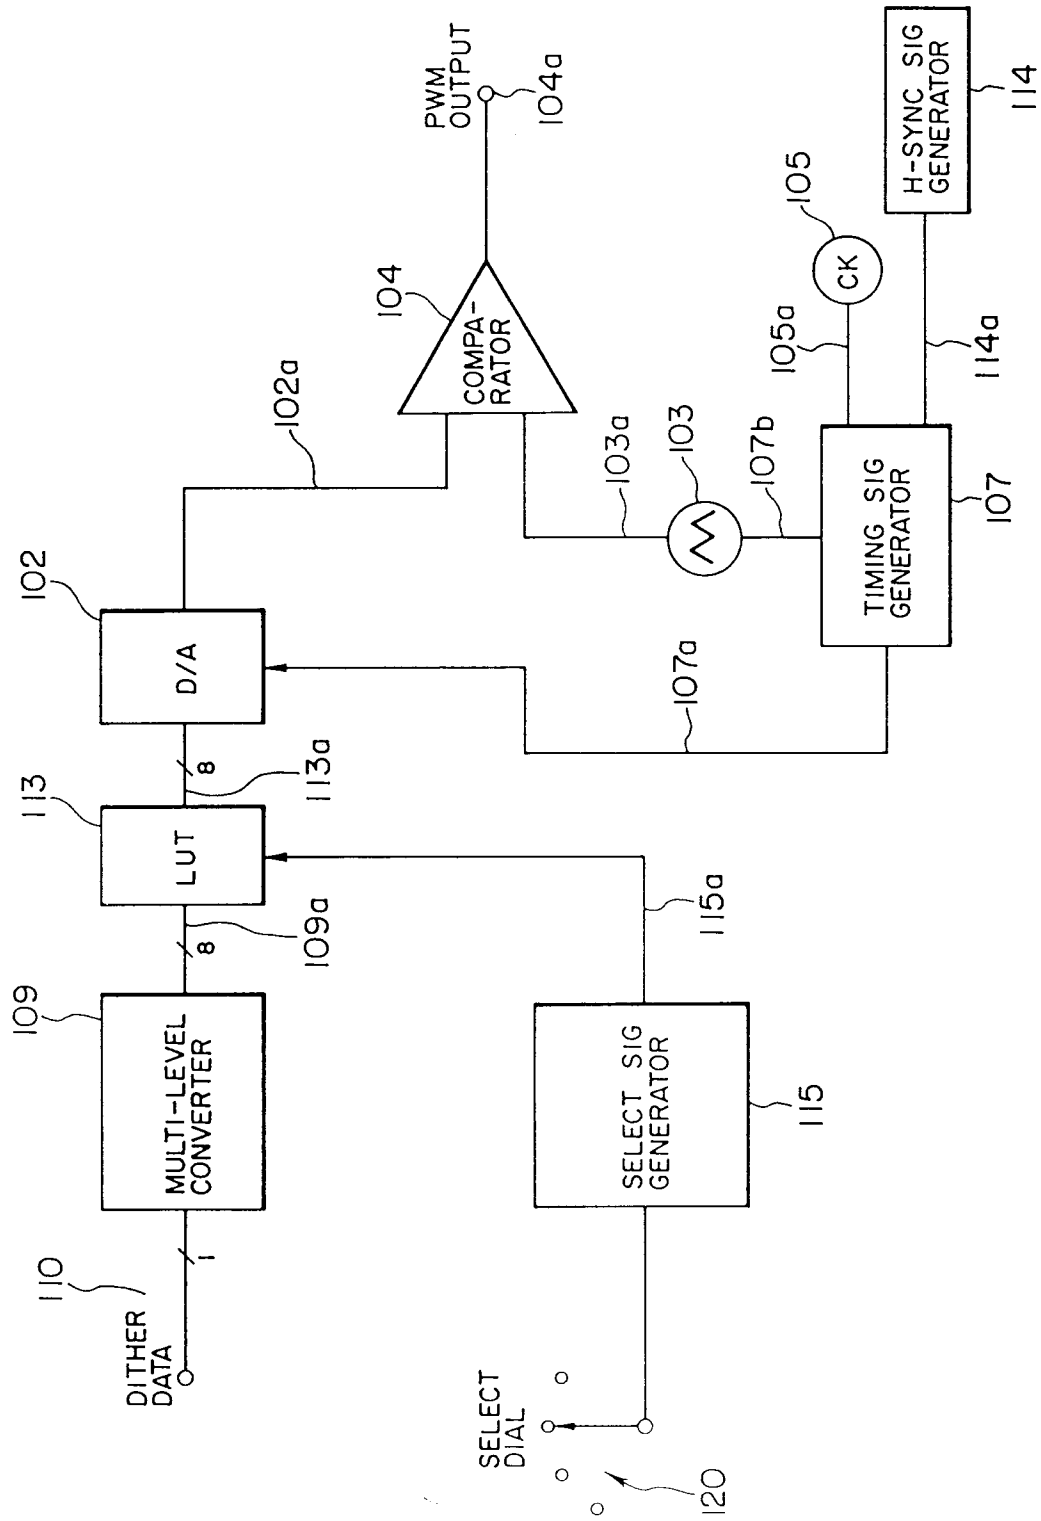 DITHER
DATA
110
1
109
MULTI-LEVEL
CONVERTER
8
109a
113
LUT
8
113a
102
D/A
102a
104
COMPA-
RATOR
PWM
OUTPUT
104a
103a
103
107b
107a
TIMING SIG
GENERATOR
107
105a
CK
105
114a
H-SYNC SIG
GENERATOR
114
SELECT
DIAL
120
SELECT SIG
GENERATOR
115
115a